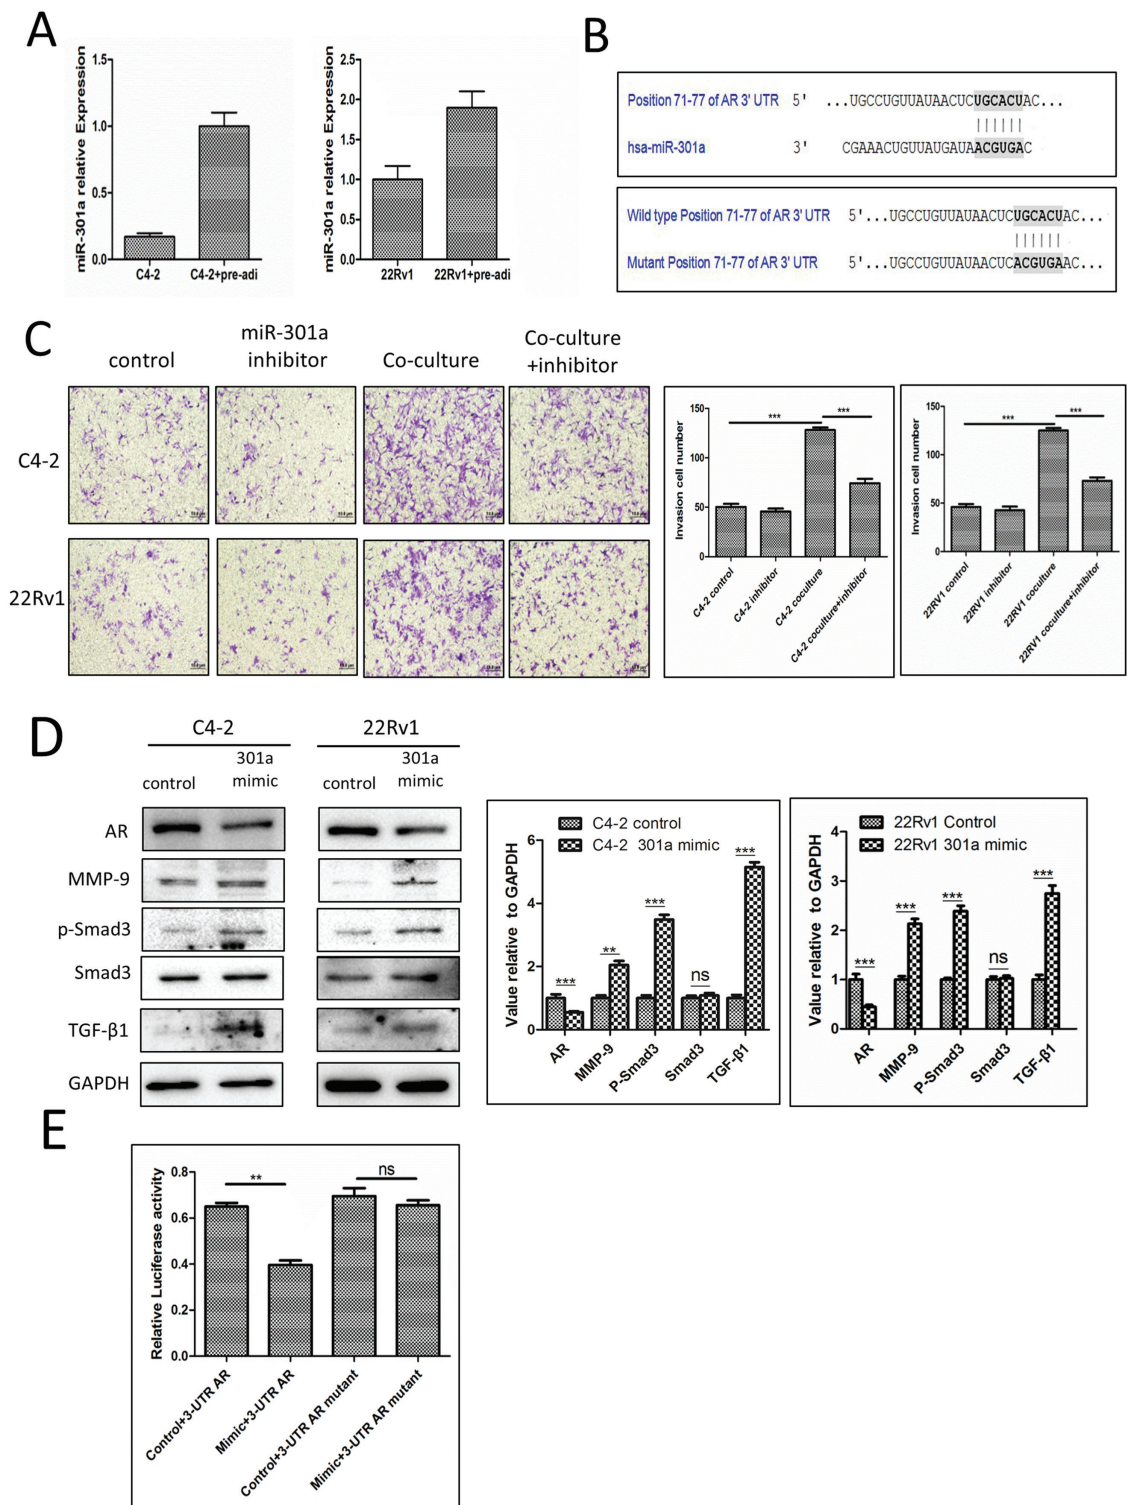 A
miR-301a relative Expression
1.5
1.0
0.5
0.0
C4-2
C4-2+pre-adi
miR-301a relative Expression
2.5
2.0
1.5
1.0
0.5
0.0
22Rv1
22Rv1+pre-adi
B
Position 71-77 of AR 3' UTR 5' ...UGCCUGUUAUAACUCUGCACUAC...
hsa-miR-301a 3' CGAAACUGUUAUGAUAACGUGAC
Wild type Position 71-77 of AR 3' UTR 5'...UGCCUGUUAUAACUCUGCACUAC...
Mutant Position 71-77 of AR 3' UTR 5'...UGCCUGUUAUAACUCACGUGAAC...
C
control
miR-301a
inhibitor
Co-culture
Co-culture
+inhibitor
C4-2
22Rv1
Invasion cell number
150
100
50
0
***
***
C4-2 control
C4-2 inhibitor
C4-2 coculture
C4-2 coculture+inhibitor
Invasion cell number
150
100
50
0
***
***
22RV1 control
22RV1 inhibitor
22RV1 coculture
22RV1 coculture+inhibitor
D
C4-2
22Rv1
control
301a
mimic
control
301a
mimic
AR
MMP-9
p-Smad3
Smad3
TGF-β1
GAPDH
C4-2 control
C4-2 301a mimic
Value relative to GAPDH
6
4
2
0
***
**
***
ns
***
AR
MMP-9
P-Smad3
Smad3
TGF-β1
22Rv1 Control
22Rv1 301a mimic
Value relative to GAPDH
4
3
2
1
0
***
***
***
ns
***
AR
MMP-9
P-Smad3
Smad3
TGF-β1
E
Relative Luciferase activity
0.8
0.6
0.4
0.2
0.0
**
ns
Control+3-UTR AR
Mimic+3-UTR AR
Control+3-UTR AR mutant
Mimic+3-UTR AR mutant